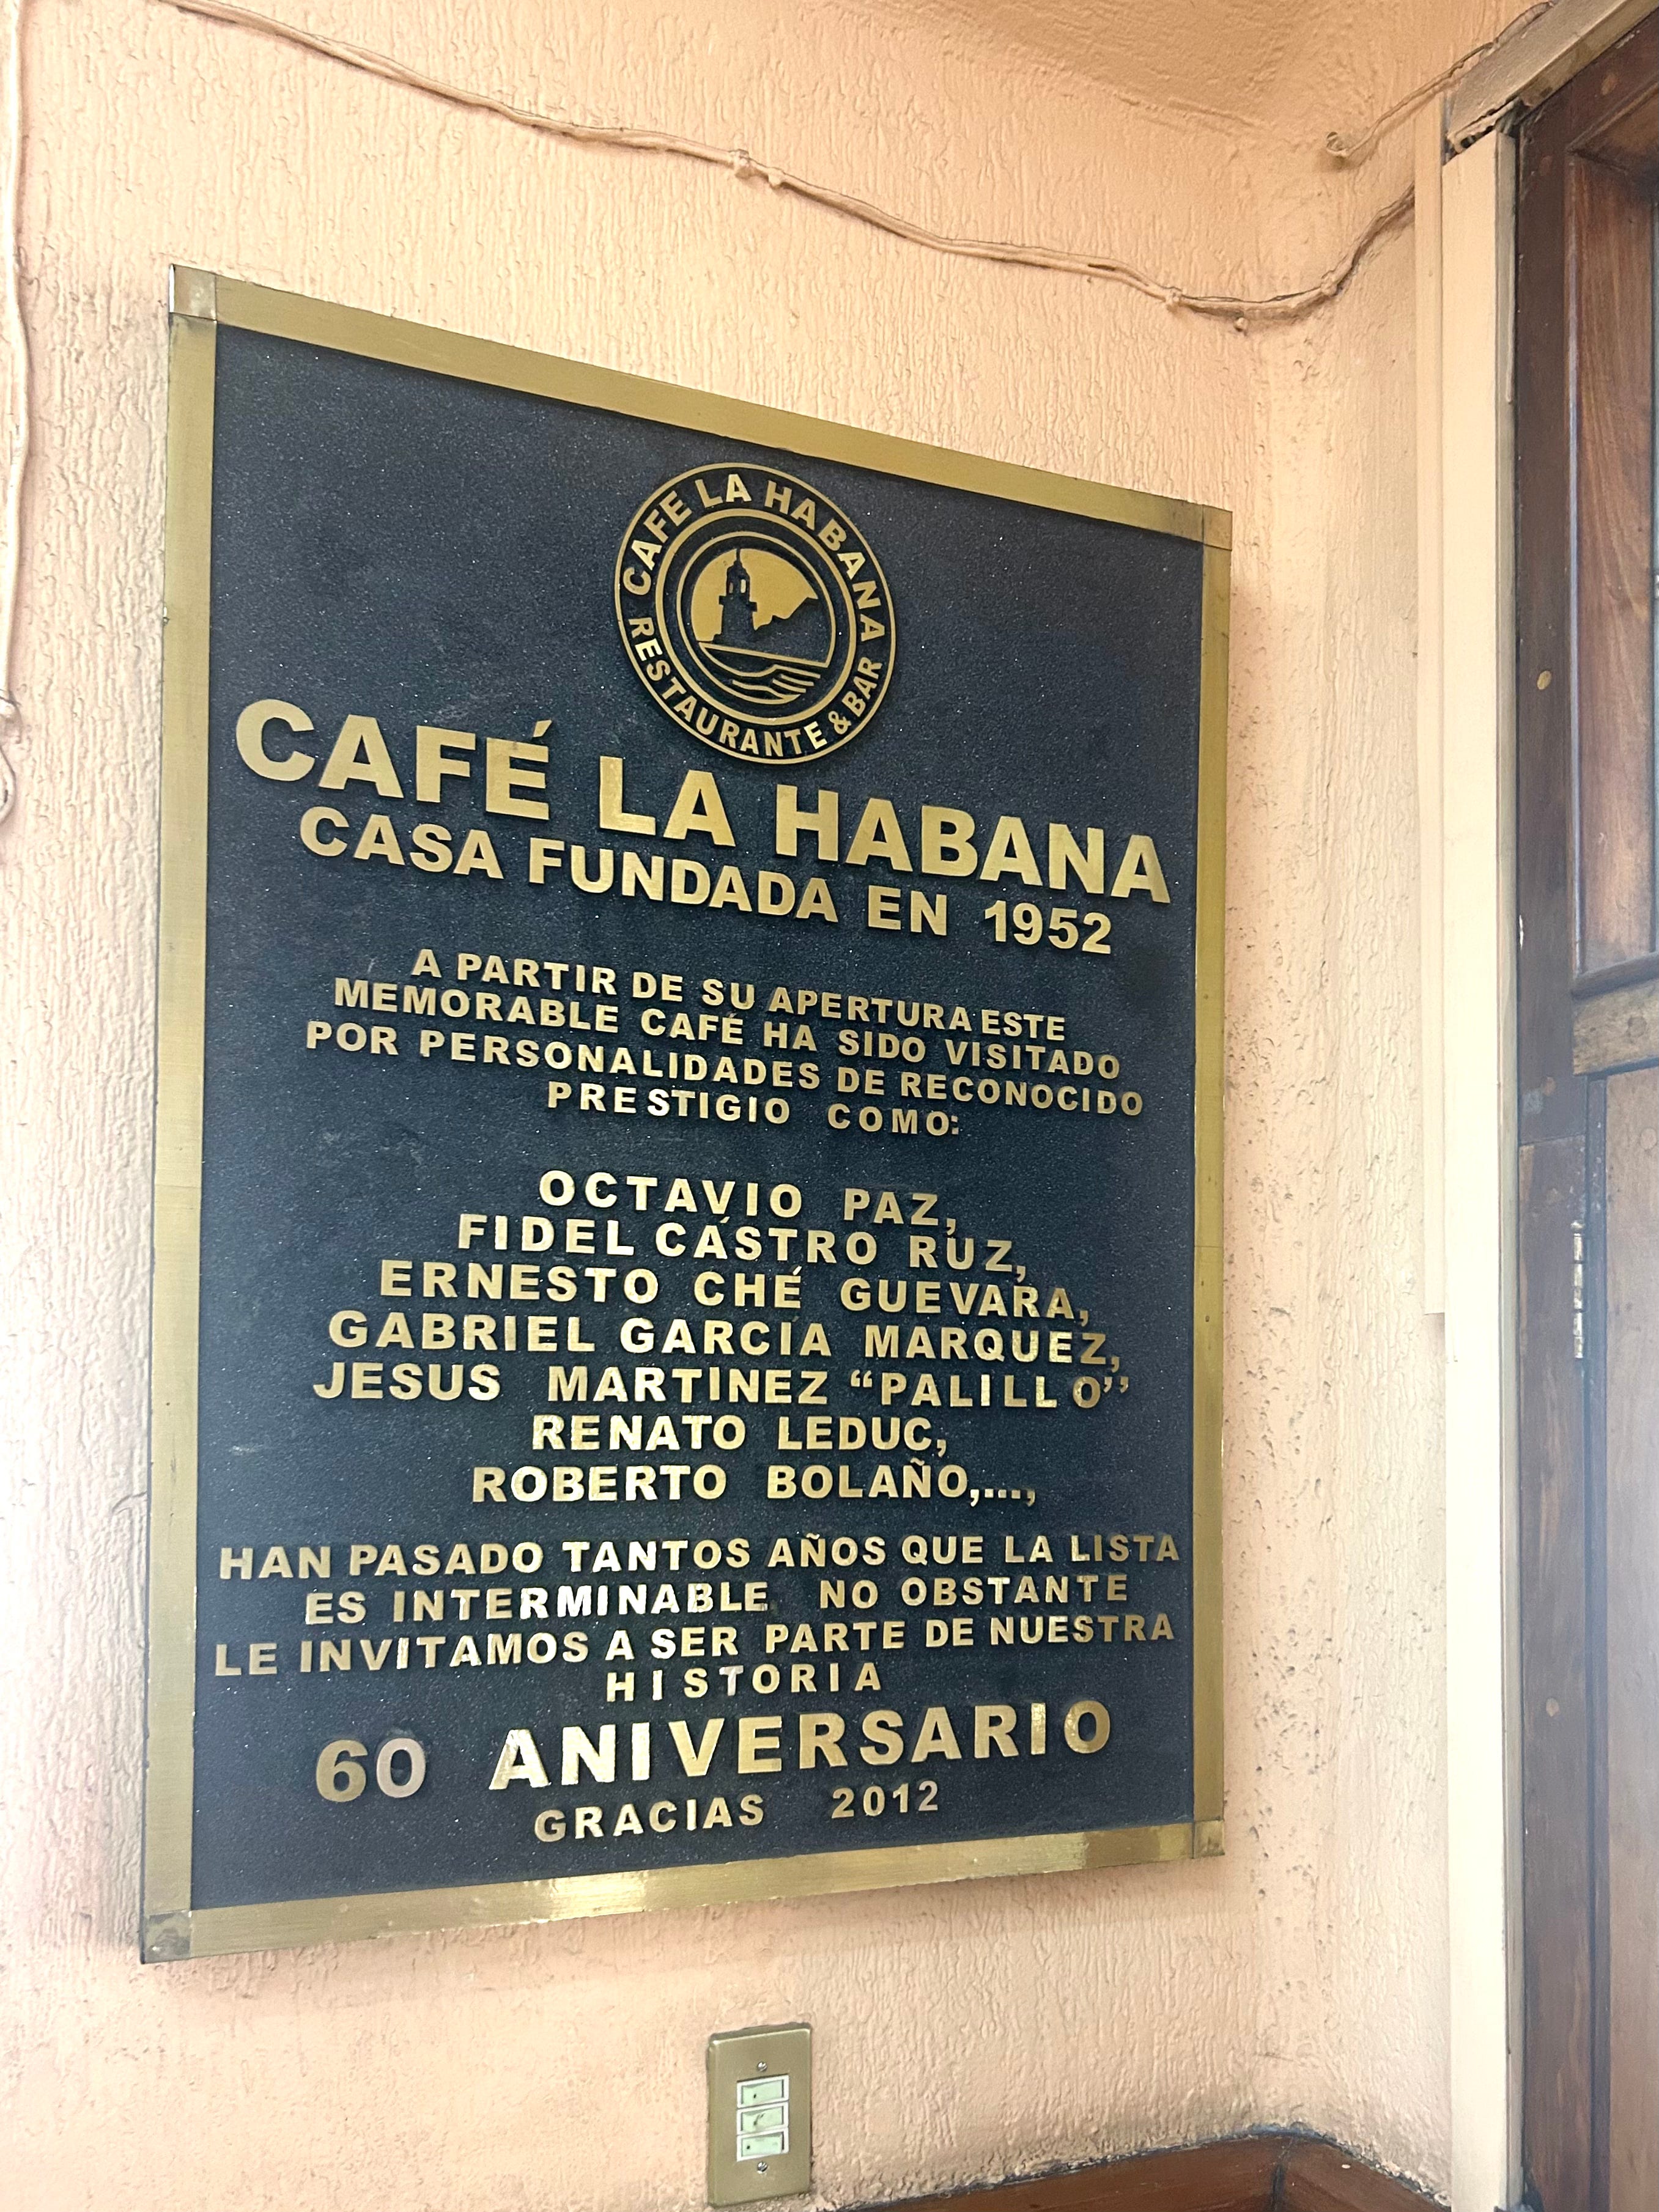 CAFE LA HABANA
RESTAURANTE & BAR
CAFÉ LA HABANA
CASA FUNDADA EN 1952
A PARTIR DE SU APERTURA ESTE
MEMORABLE CAFÉ HA SIDO VISITADO
POR PERSONALIDADES DE RECONOCIDO
PRESTIGIO COMO:
OCTAVIO PAZ,
FIDEL CÁSTRO RUZ,
ERNESTO CHÉ GUEVARA,
GABRIEL GARCÍA MARQUEZ,
JESUS MARTINEZ “PALILLO”
RENATO LEDUC,
ROBERTO BOLAÑO,...,
HAN PASADO TANTOS AÑOS QUE LA LISTA
ES INTERMINABLE. NO OBSTANTE
LE INVITAMOS A SER PARTE DE NUESTRA
HISTORIA
60 ANIVERSARIO
GRACIAS 2012